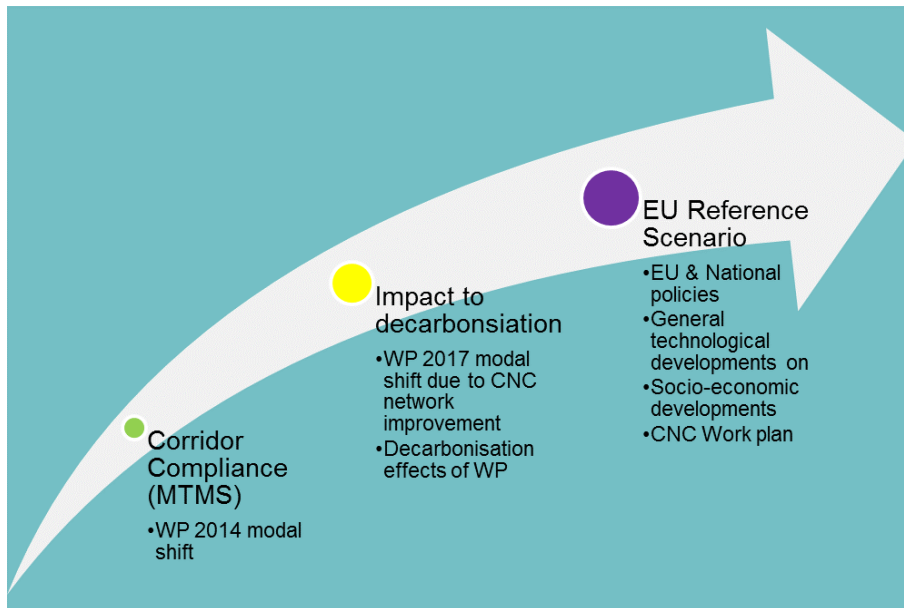 Corridor
Compliance
(MTMS)
•WP 2014 modal
shift
Impact to
decarbonsiation
•WP 2017 modal
shift due to CNC
network
improvement
•Decarbonisation
effects of WP
EU Reference
Scenario
•EU & National
policies
•General
technological
developments on
•Socio-economic
developments
•CNC Work plan